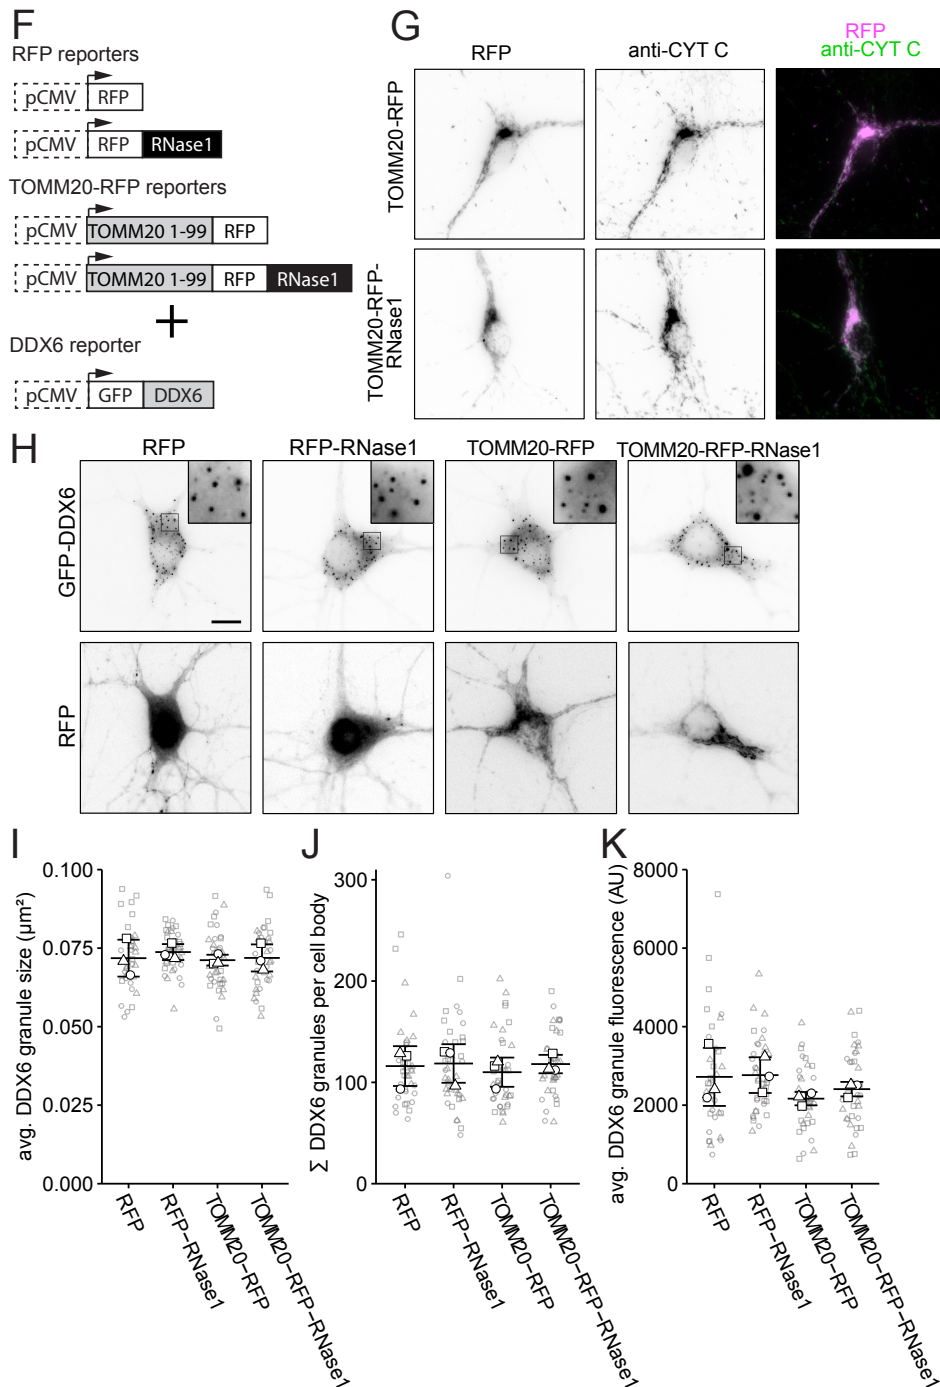 F
RFP reporters
pCMV RFP
pCMV RFP RNase1
TOMM20-RFP reporters
pCMV TOMM20 1-99 RFP
pCMV TOMM20 1-99 RFP RNase1
+
DDX6 reporter
pCMV GFP DDX6
G
RFP
anti-CYT C
RFP
anti-CYT C
TOMM20-RFP
TOMM20-RFP-
RNase1
H
RFP
RFP-RNase1
TOMM20-RFP
TOMM20-RFP-RNase1
GFP-DDX6
RFP
I
avg. DDX6 granule size (µm²)
0.100
0.075
0.050
0.025
0.000
RFP
RFP−RNase1
TOMM20−RFP
TOMM20−RFP−RNase1
J
Σ DDX6 granules per cell body
300
200
100
0
RFP
RFP−RNase1
TOMM20−RFP
TOMM20−RFP−RNase1
K
avg. DDX6 granule fluorescence (AU)
8000
6000
4000
2000
0
RFP
RFP−RNase1
TOMM20−RFP
TOMM20−RFP−RNase1